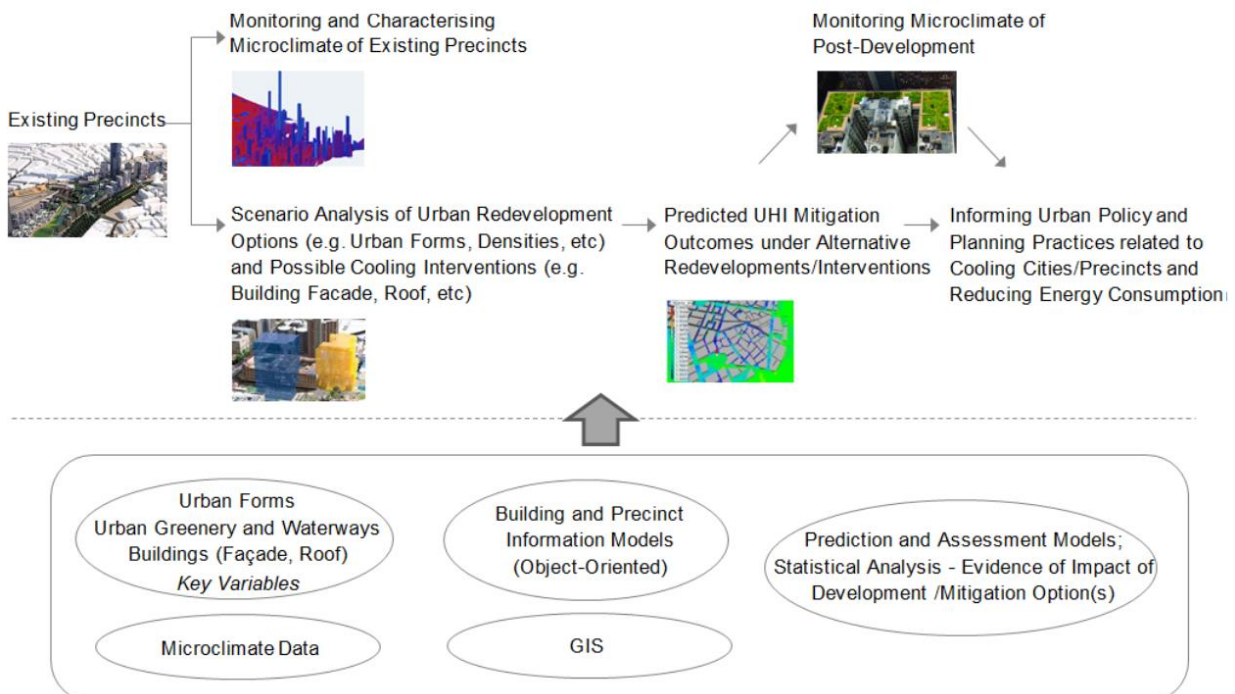 Monitoring and Characterising
Microclimate of Existing Precincts
Monitoring Microclimate of
Post-Development
Existing Precincts
Scenario Analysis of Urban Redevelopment
Options (e.g. Urban Forms, Densities, etc)
and Possible Cooling Interventions (e.g.
Building Facade, Roof, etc)
Predicted UHI Mitigation
Outcomes under Alternative
Redevelopments/Interventions
Informing Urban Policy and
Planning Practices related to
Cooling Cities/Precincts and
Reducing Energy Consumption
Urban Forms
Urban Greenery and Waterways
Buildings (Façade, Roof)
Key Variables
Building and Precinct
Information Models
(Object-Oriented)
Prediction and Assessment Models;
Statistical Analysis - Evidence of Impact of
Development /Mitigation Option(s)
Microclimate Data
GIS